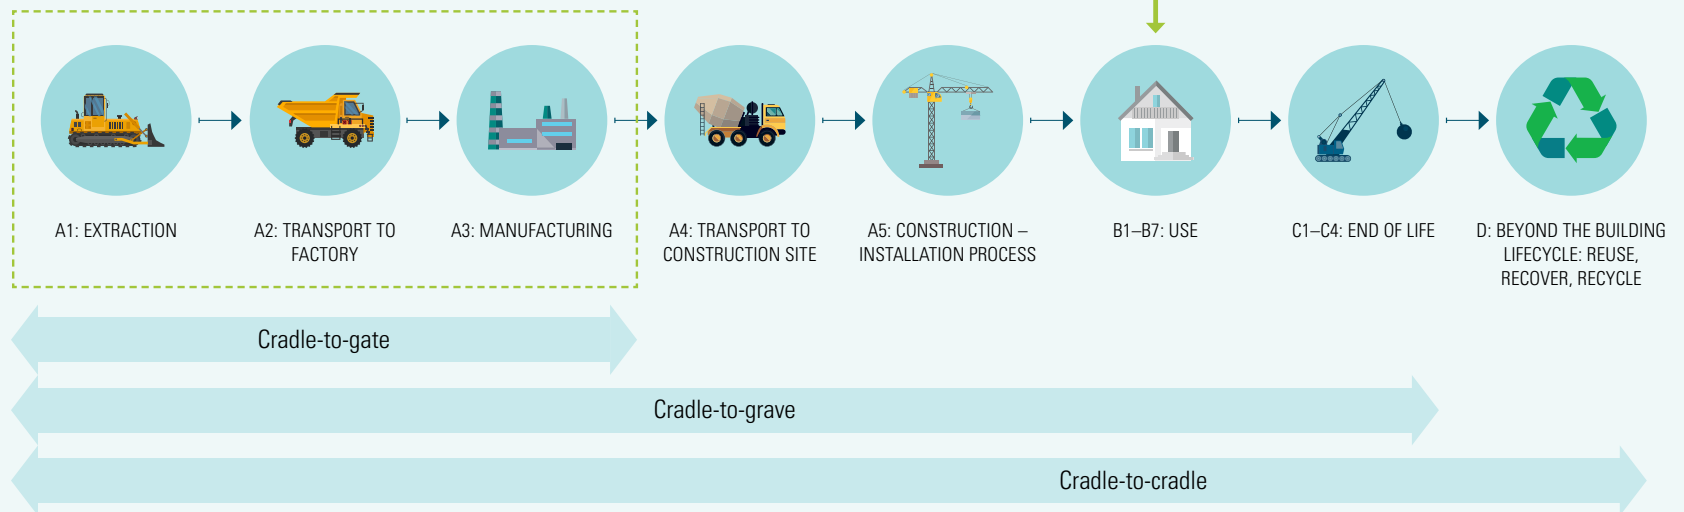 A1: EXTRACTION
A2: TRANSPORT TO
FACTORY
A3: MANUFACTURING
A4: TRANSPORT TO
CONSTRUCTION SITE
A5: CONSTRUCTION –
INSTALLATION PROCESS
B1–B7: USE
C1–C4: END OF LIFE
D: BEYOND THE BUILDING
LIFECYCLE: REUSE,
RECOVER, RECYCLE
Cradle-to-gate
Cradle-to-grave
Cradle-to-cradle